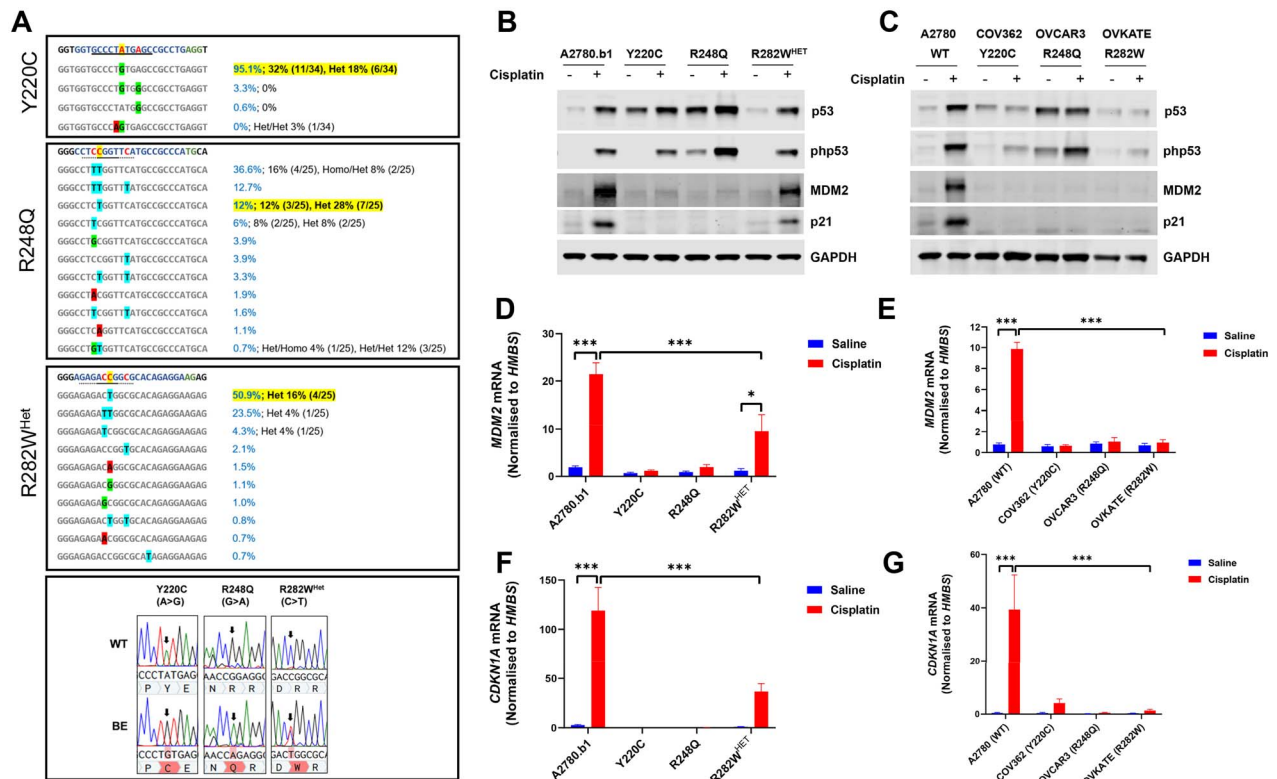 A
Y220C
GGTGGTGCCCTATGAGCCGCCTGAGGT
GGTGGTGCCCTGTGAGCCGCCTGAGGT 95.1%; 32% (11/34), Het 18% (6/34)
GGTGGTGCCCTGTGGGCCGCCTGAGGT 3.3%; 0%
GGTGGTGCCCTATGGGCCGCCTGAGGT 0.6%; 0%
GGTGGTGCCCAGTGAGCCGCCTGAGGT 0%; Het/Het 3% (1/34)
R248Q
GGGCCTCCGGTTCATGCCGCCCATGCA
GGGCCTTTGGTTCATGCCGCCCATGCA 36.6%; 16% (4/25), Homo/Het 8% (2/25)
GGGCCTTTGGTTTATGCCGCCCATGCA 12.7%
GGGCCTCTGGTTCATGCCGCCCATGCA 12%; 12% (3/25), Het 28% (7/25)
GGGCCTTCGGTTCATGCCGCCCATGCA 6%; 8% (2/25), Het 8% (2/25)
GGGCCTGCGGTTCATGCCGCCCATGCA 3.9%
GGGCCTCCGGTTTATGCCGCCCATGCA 3.9%
GGGCCTCTGGTTTATGCCGCCCATGCA 3.3%
GGGCCTACGGTTCATGCCGCCCATGCA 1.9%
GGGCCTTCGGTTTATGCCGCCCATGCA 1.6%
GGGCCTCAGGTTCATGCCGCCCATGCA 1.1%
GGGCCTGTGGTTCATGCCGCCCATGCA 0.7%; Het/Homo 4% (1/25), Het/Het 12% (3/25)
R282WHet
GGGAGAGACCGGCGCACAGAGGAAGAG
GGGAGAGACTGGCGCACAGAGGAAGAG 50.9%; Het 16% (4/25)
GGGAGAGATTGGCGCACAGAGGAAGAG 23.5%; Het 4% (1/25)
GGGAGAGATCGGCGCACAGAGGAAGAG 4.3%; Het 4% (1/25)
GGGAGAGACCGGTGCACAGAGGAAGAG 2.1%
GGGAGAGACAGGCGCACAGAGGAAGAG 1.5%
GGGAGAGACGGGCGCACAGAGGAAGAG 1.1%
GGGAGAGAGCGGCGCACAGAGGAAGAG 1.0%
GGGAGAGACTGGTGCACAGAGGAAGAG 0.8%
GGGAGAGAACGGCGCACAGAGGAAGAG 0.7%
GGGAGAGACCGGCGCATAGAGGAAGAG 0.7%
Y220C R248Q R282WHet
(A>G) (G>A) (C>T)
WT
CCCTATGAG AACCGGAGG GACCGGCGCA
P Y E N R R D R R
BE
CCCTGTGAG AACCAGAGG GACTGGCGCA
P C E N Q R D W R
B
A2780.b1 Y220C R248Q R282WHET
Cisplatin - + - + - + - +
p53
php53
MDM2
p21
GAPDH
C
A2780 COV362 OVCAR3 OVKATE
WT Y220C R248Q R282W
Cisplatin - + - + - + - +
p53
php53
MDM2
p21
GAPDH
D
MDM2 mRNA
(Normalised to HMBS)
30
20
10
0
*** *** *
Saline
Cisplatin
A2780.b1 Y220C R248Q R282WHET
E
MDM2 mRNA
(Normalised to HMBS)
12
10
8
6
4
2
0
*** ***
Saline
Cisplatin
A2780 (WT) COV362 (Y220C) OVCAR3 (R248Q) OVKATE (R282W)
F
CDKN1A mRNA
(Normalised to HMBS)
150
100
50
0
*** ***
Saline
Cisplatin
A2780.b1 Y220C R248Q R282WHET
G
CDKN1A mRNA
(Normalised to HMBS)
60
40
20
0
*** ***
Saline
Cisplatin
A2780 (WT) COV362 (Y220C) OVCAR3 (R248Q) OVKATE (R282W)